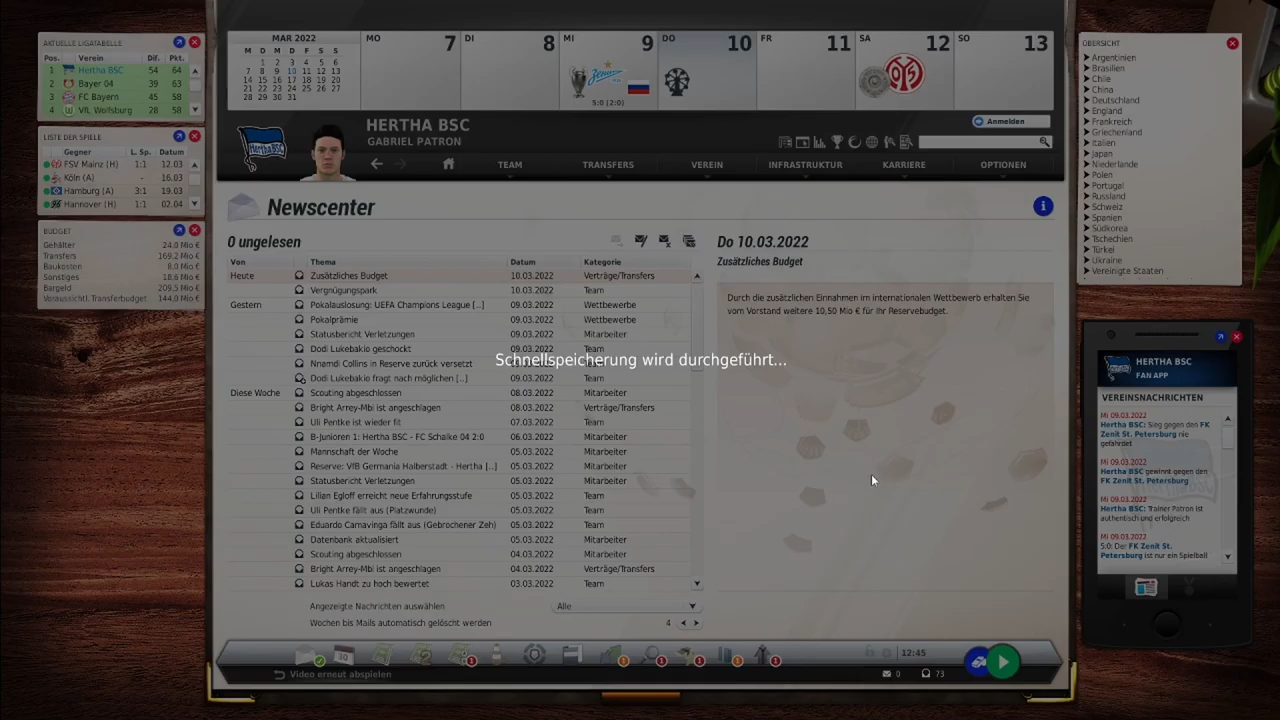 AKTUELLE LIGATABELLE
Pos. Verein Dif. Pkt.
1 Hertha BSC 54 64
2 Bayer 04 39 63
3 FC Bayern 45 58
4 VfL Wolfsburg 28 58
LISTE DER SPIELE
Gegner L. Sp. Datum
FSV Mainz (H) 1:1 12.03
Köln (A) - 16.03
Hamburg (A) 3:1 19.03
Hannover (H) 1:1 02.04
BUDGET
Gehälter 24.0 Mio €
Transfers 169.2 Mio €
Baukosten 8.0 Mio €
Sonstiges 18.6 Mio €
Bargeld 209.5 Mio €
Voraussichtl. Transferbudget 144.0 Mio €
MAR 2022
M D M D F S S
1 2 3 4 5 6
7 8 9 10 11 12 13
14 15 16 17 18 19 20
21 22 23 24 25 26 27
28 29 30 31
MO 7
DI 8
MI 9
5:0 (2:0)
DO 10
FR 11
SA 12
SO 13
HERTHA BSC
GABRIEL PATRON
Anmelden
TEAM TRANSFERS VEREIN INFRASTRUKTUR KARRIERE OPTIONEN
Newscenter
0 ungelesen
Von Thema Datum Kategorie
Heute Zusätzliches Budget 10.03.2022 Verträge/Transfers
Vergnügungspark 10.03.2022 Team
Gestern Pokalauslosung: UEFA Champions League [..] 09.03.2022 Wettbewerbe
Pokalprämie 09.03.2022 Wettbewerbe
Statusbericht Verletzungen 09.03.2022 Mitarbeiter
Dodi Lukebakio geschockt 09.03.2022 Team
Nnamdi Collins in Reserve zurück versetzt 09.03.2022 Team
Dodi Lukebakio fragt nach möglichen [..] 09.03.2022 Team
Diese Woche Scouting abgeschlossen 08.03.2022 Mitarbeiter
Bright Arrey-Mbi ist angeschlagen 08.03.2022 Verträge/Transfers
Uli Pentke ist wieder fit 07.03.2022 Team
B-Junioren 1: Hertha BSC - FC Schalke 04 2:0 06.03.2022 Mitarbeiter
Mannschaft der Woche 05.03.2022 Mitarbeiter
Reserve: VfB Germania Halberstadt - Hertha [..] 05.03.2022 Mitarbeiter
Statusbericht Verletzungen 05.03.2022 Mitarbeiter
Lilian Egloff erreicht neue Erfahrungsstufe 05.03.2022 Team
Uli Pentke fällt aus (Platzwunde) 05.03.2022 Team
Eduardo Camavinga fällt aus (Gebrochener Zeh) 05.03.2022 Team
Datenbank aktualisiert 05.03.2022 Mitarbeiter
Scouting abgeschlossen 04.03.2022 Mitarbeiter
Bright Arrey-Mbi ist angeschlagen 04.03.2022 Verträge/Transfers
Lukas Handt zu hoch bewertet 03.03.2022 Team
Angezeigte Nachrichten auswählen Alle
Wochen bis Mails automatisch gelöscht werden 4
Schnellspeicherung wird durchgeführt...
Do 10.03.2022
Zusätzliches Budget
Durch die zusätzlichen Einnahmen im internationalen Wettbewerb erhalten Sie
vom Vorstand weitere 10,50 Mio € für Ihr Reservebudget.
12:45
Video erneut abspielen
0 73
ÜBERSICHT
Argentinien
Brasilien
Chile
China
Deutschland
England
Frankreich
Griechenland
Italien
Japan
Niederlande
Polen
Portugal
Russland
Schweiz
Spanien
Südkorea
Tschechien
Türkei
Ukraine
Vereinigte Staaten
HERTHA BSC
FAN APP
VEREINSNACHRICHTEN
Mi 09.03.2022
Hertha BSC: Sieg gegen den FK
Zenit St. Petersburg nie
gefährdet
Mi 09.03.2022
Hertha BSC gewinnt gegen den
FK Zenit St. Petersburg
Mi 09.03.2022
Hertha BSC: Trainer Patron ist
authentisch und erfolgreich
Mi 09.03.2022
5:0: Der FK Zenit St.
Petersburg ist nur ein Spielball